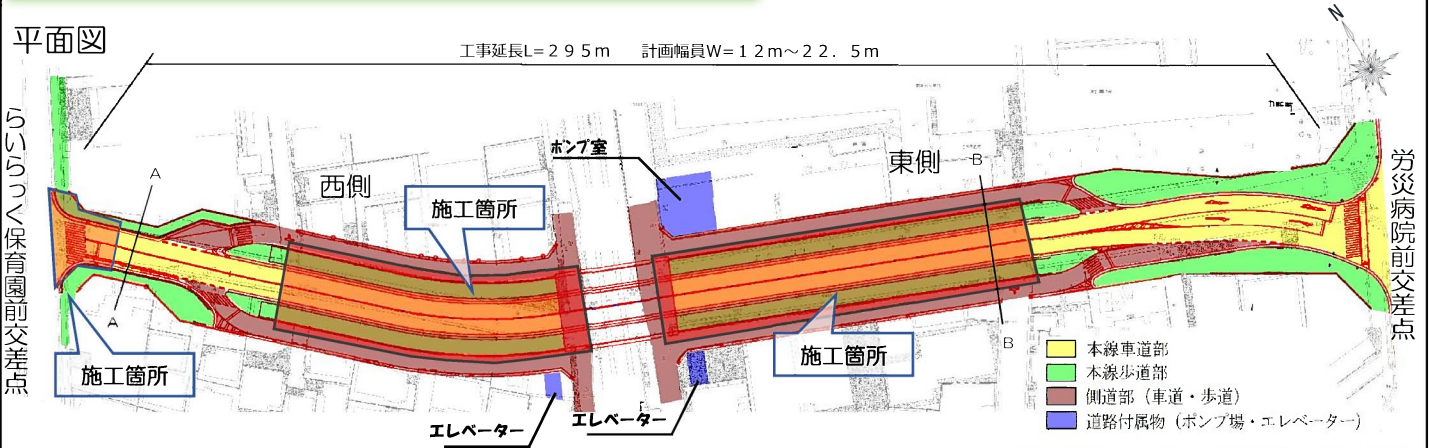 平面図
工事延長L=295m　計画幅員W=12m～22.5m
N
らいらっく保育園前交差点
A
西側
ポンプ室
東側
B
労災病院前交差点
施工箇所
A
施工箇所
施工箇所
B
エレベーター
エレベーター
本線車道部
本線歩道部
側道部（車道・歩道）
道路付属物（ポンプ場・エレベーター）